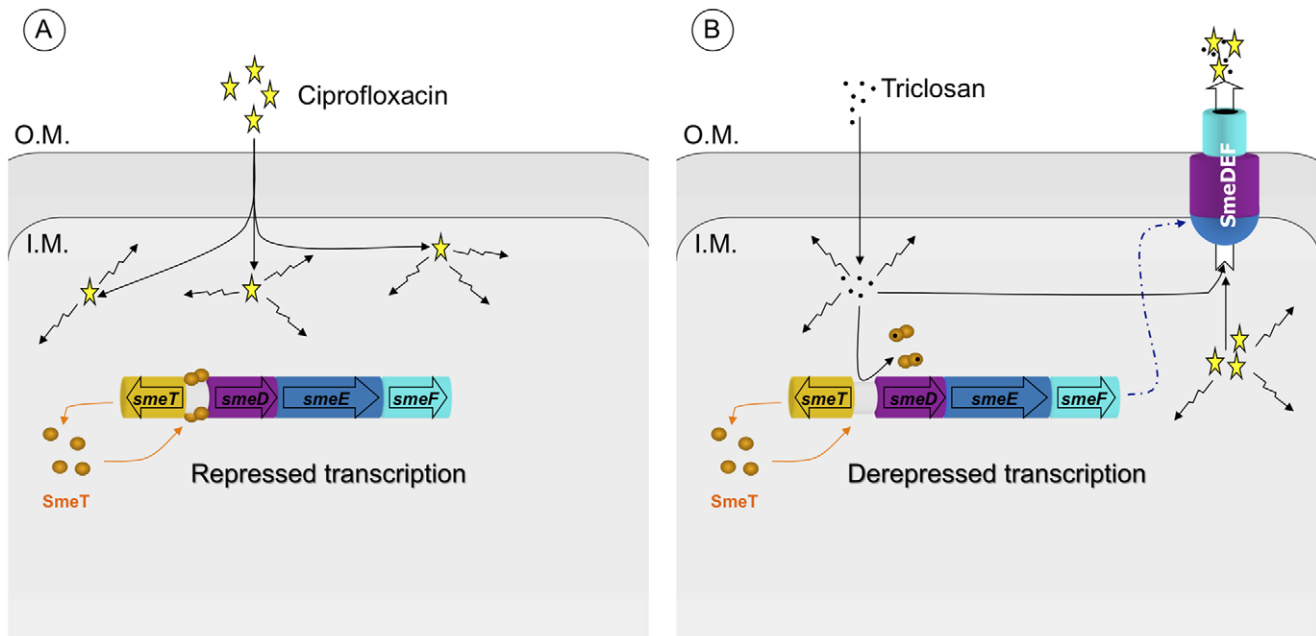 A
Ciprofloxacin
O.M.
I.M.
smeT smeD smeE smeF
SmeT
Repressed transcription
B
Triclosan
O.M.
SmeDEF
I.M.
smeT smeD smeE smeF
SmeT
Derepressed transcription